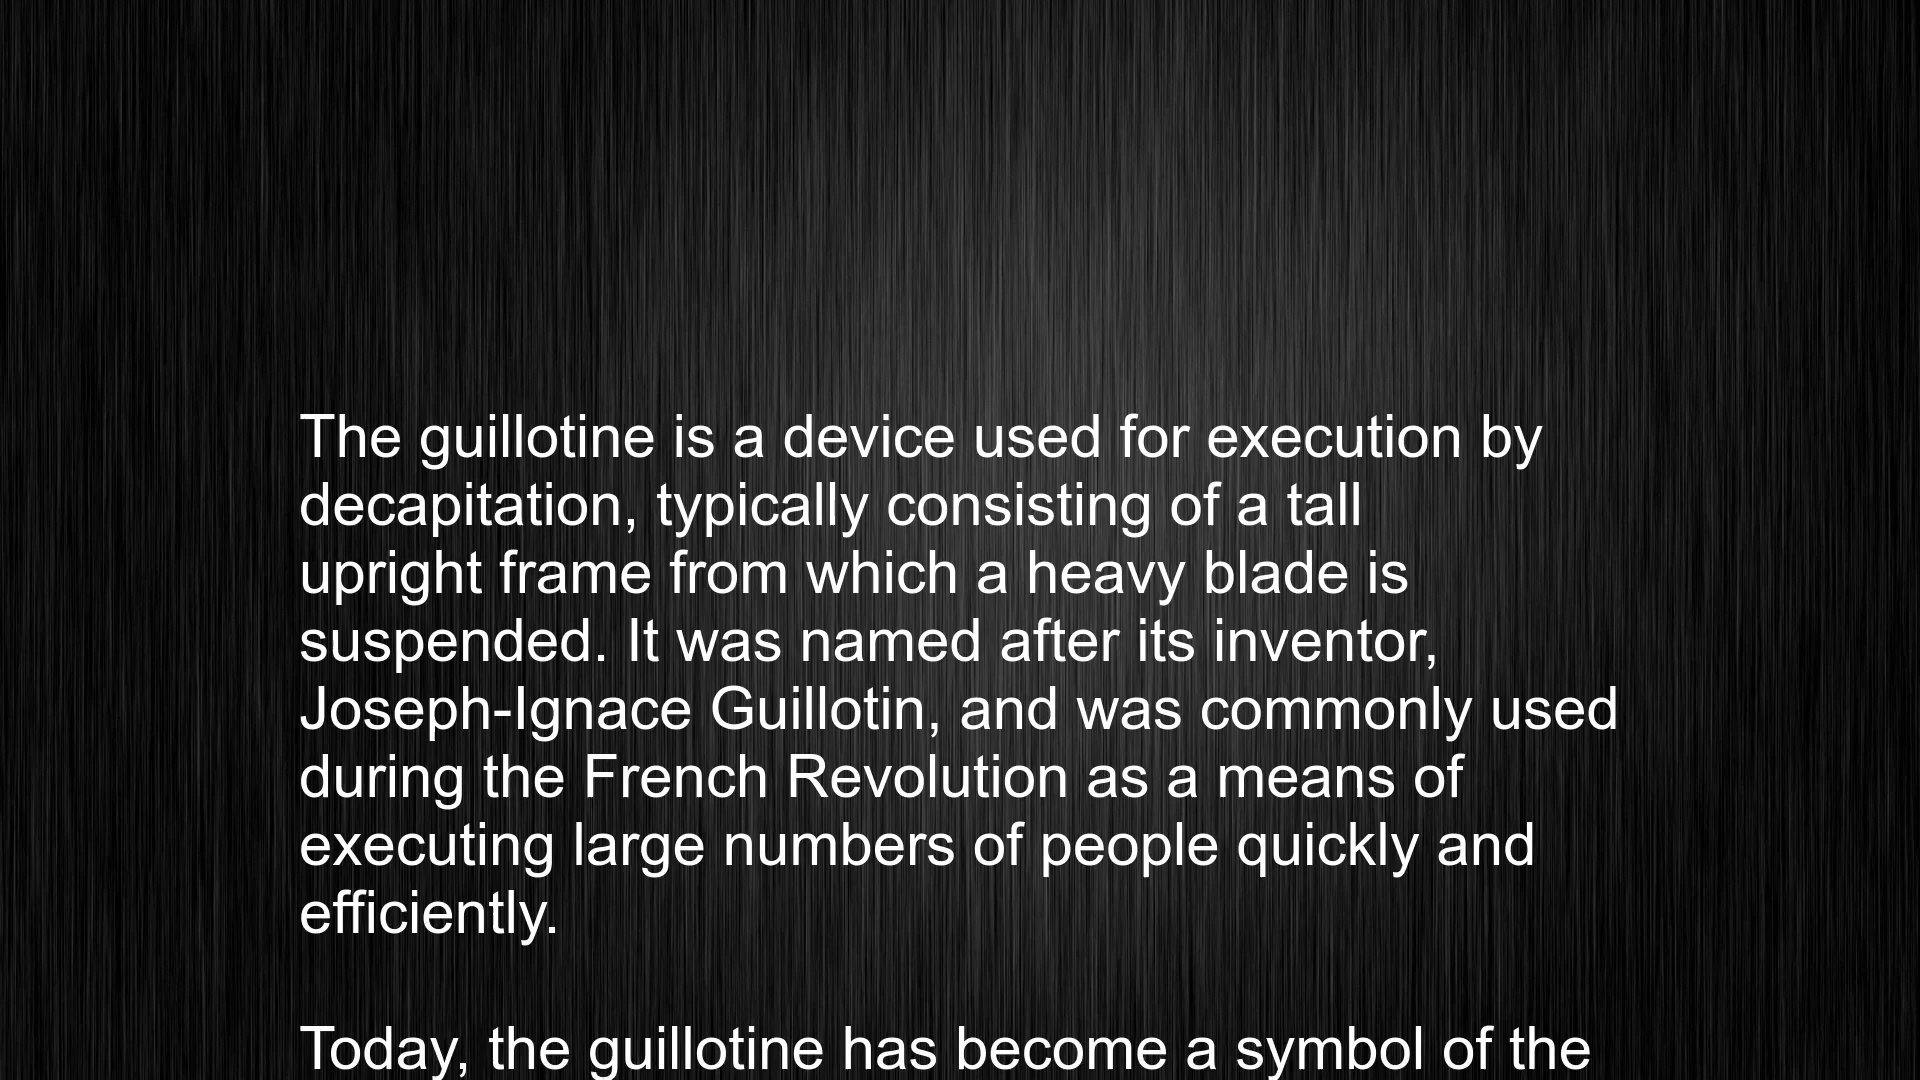 The guillotine is a device used for execution by
decapitation, typically consisting of a tall
upright frame from which a heavy blade is
suspended. It was named after its inventor,
Joseph-Ignace Guillotin, and was commonly used
during the French Revolution as a means of
executing large numbers of people quickly and
efficiently.
Today, the guillotine has become a symbol of the